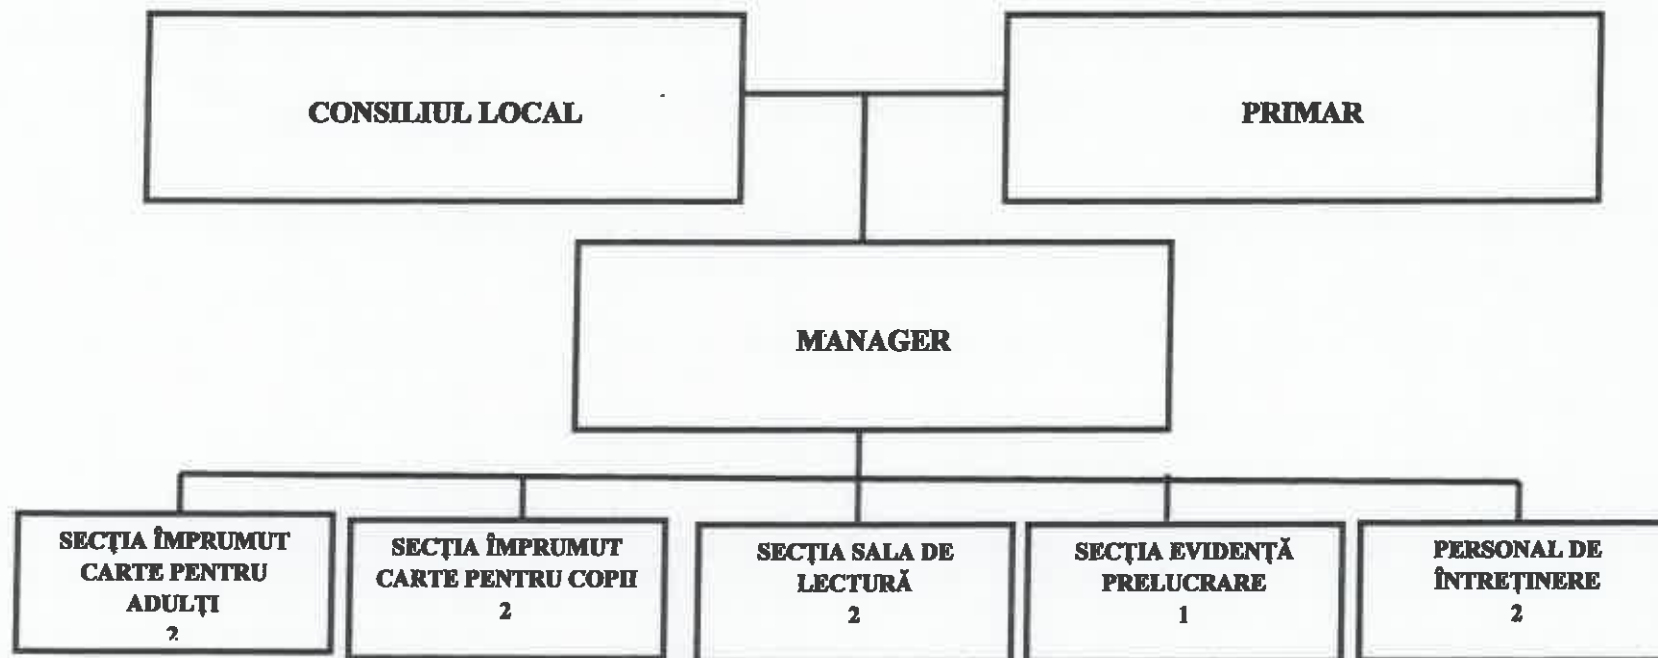 CONSILIUL LOCAL
PRIMAR
MANAGER
SECȚIA ÎMPRUMUT
CARTE PENTRU
ADULȚI
2
SECȚIA ÎMPRUMUT
CARTE PENTRU COPII
2
SECȚIA SALA DE
LECTURĂ
2
SECȚIA EVIDENȚĂ
PRELUCRARE
1
PERSONAL DE
ÎNTREȚINERE
2